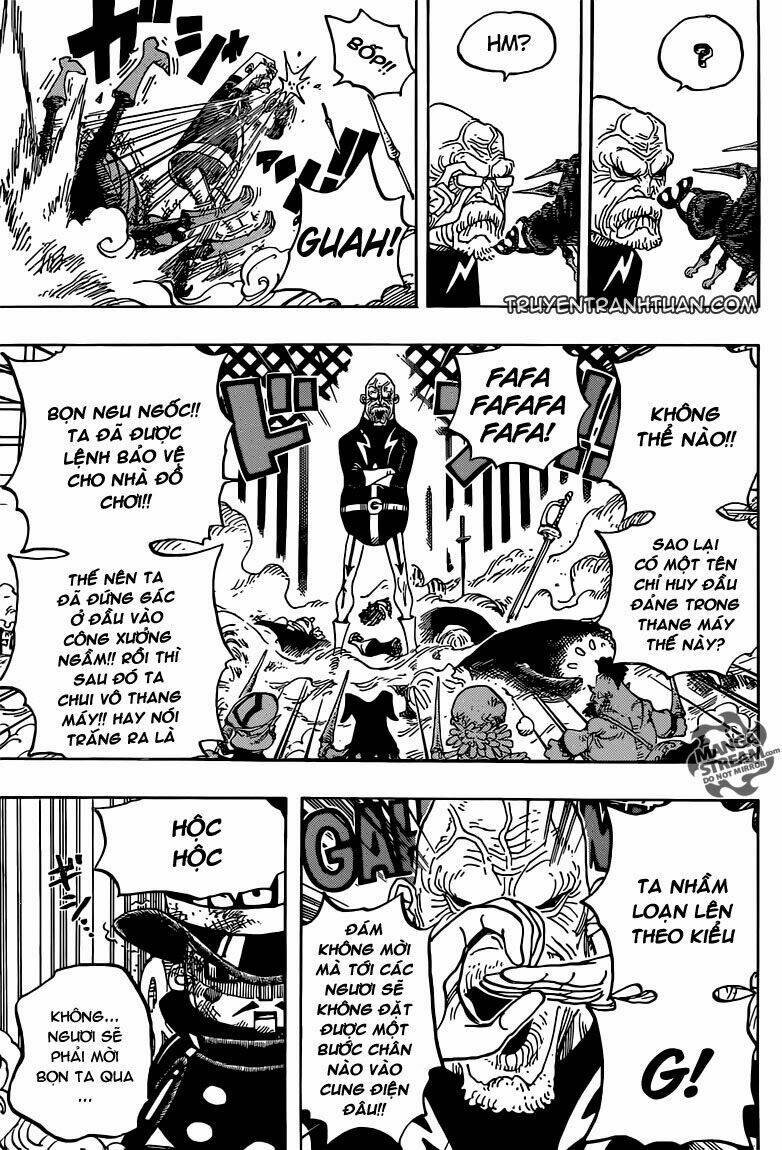 ?
HM?
BỐP!!
GUAH!
TRUYENTRANHTUAN.COM
KHÔNG
THỂ NÀO!!
SAO LẠI
CÓ MỘT TÊN
CHỈ HUY ĐẦU
ĐẢNG TRONG
THANG MÁY
THẾ NÀY?
FAFA
FAFAFA
FAFA!
ド
BỌN NGU NGỐC!!
TA ĐÃ ĐƯỢC
LỆNH BẢO VỆ
CHO NHÀ ĐỒ
CHƠI!!
THẾ NÊN TA
ĐÃ ĐỨNG GÁC
Ở ĐẦU VÀO
CÔNG XƯỞNG
NGẦM!! RỒI THÌ
SAU ĐÓ TA
CHUI VÔ THANG
MÁY!! HAY NÓI
TRẮNG RA LÀ
G
MANGA
STREAM.COM
DO NOT MIRROR
TA NHẦM
LOẠN LÊN
THEO KIỂU
G!
ĐÁM
KHÔNG MỜI
MÀ TỚI CÁC
NGƯƠI SẼ
KHÔNG ĐẶT
ĐƯỢC MỘT
BƯỚC CHÂN
NÀO VÀO
CUNG ĐIỆN
ĐÂU!!
HỘC
HỘC
KHÔNG...
NGƯƠI SẼ
PHẢI MỜI
BỌN TA QUA
...